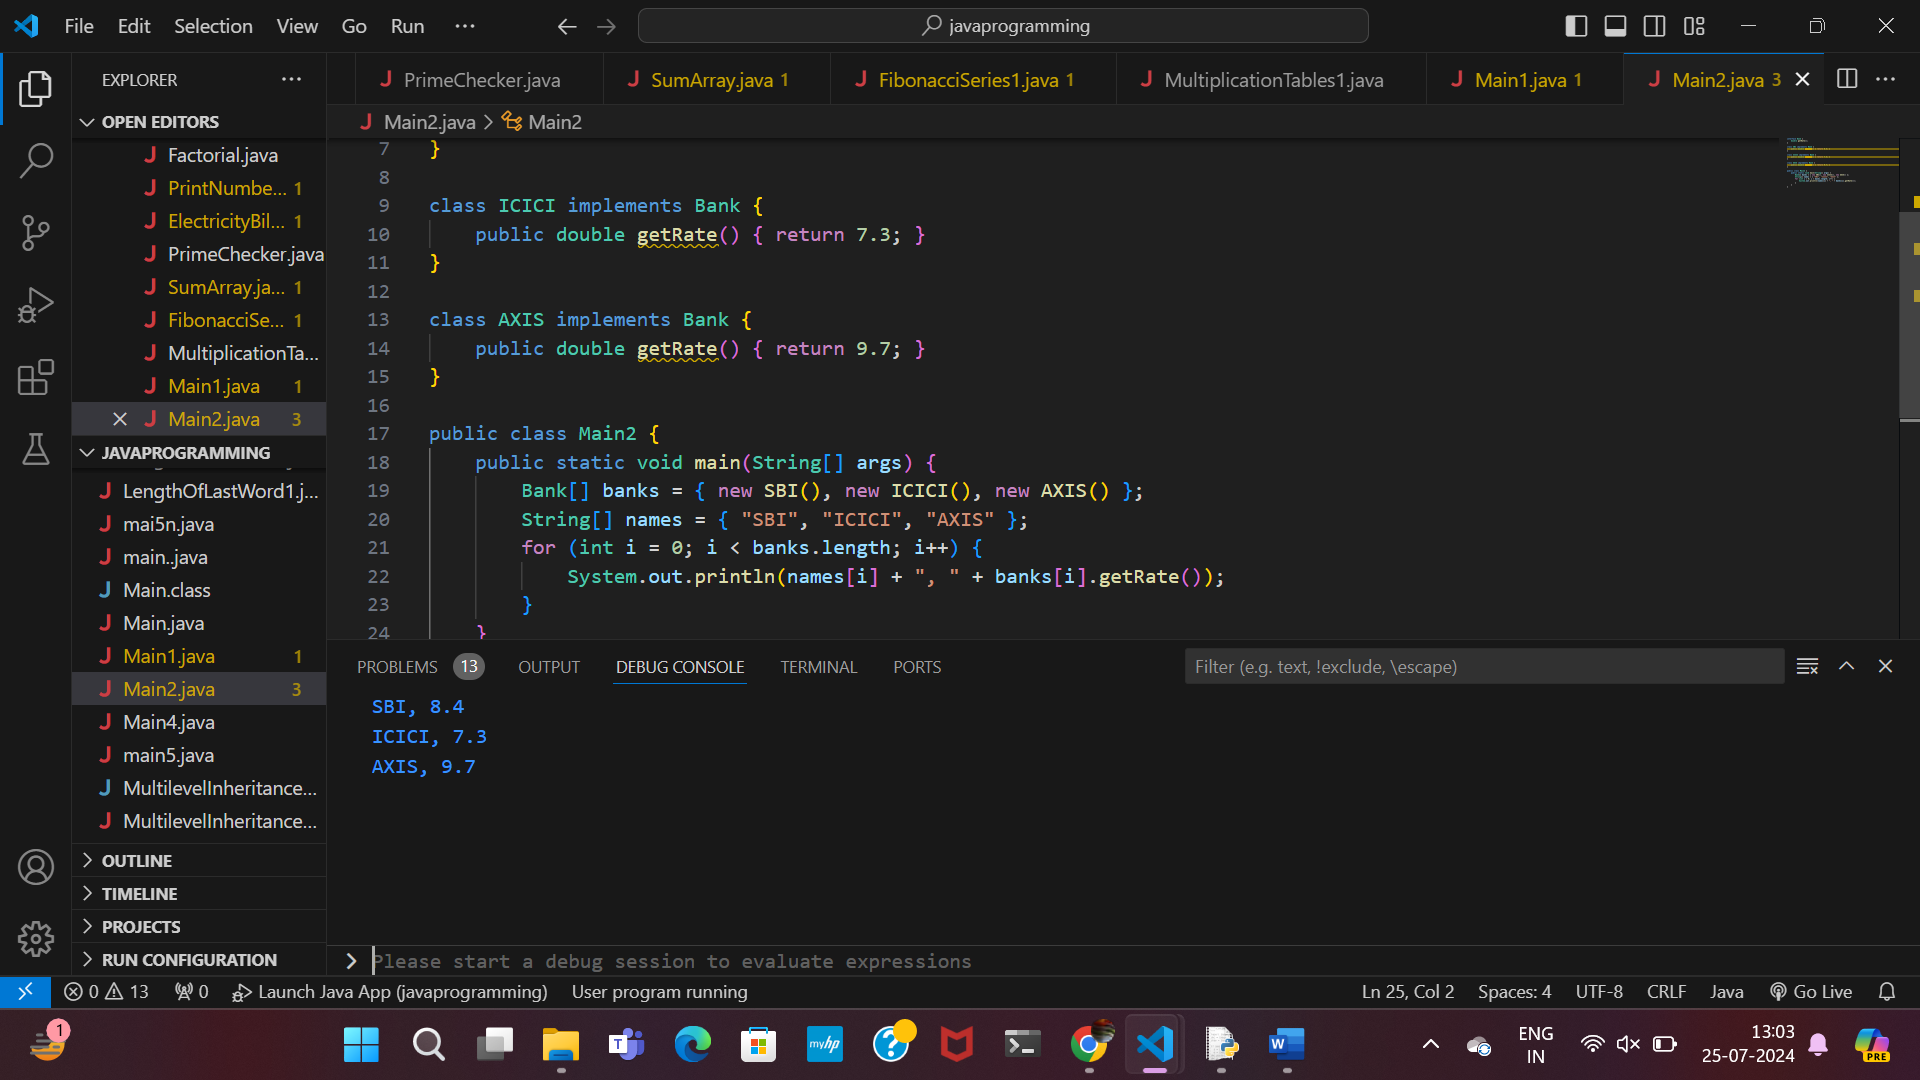 File Edit Selection View Go Run ... javaprogramming
EXPLORER ...
PrimeChecker.java SumArray.java 1 FibonacciSeries1.java 1 MultiplicationTables1.java Main1.java 1 Main2.java 3
OPEN EDITORS
Main2.java > Main2
Factorial.java
PrintNumbe... 1
ElectricityBil... 1
PrimeChecker.java
SumArray.ja... 1
FibonacciSe... 1
MultiplicationTa...
Main1.java 1
Main2.java 3
JAVAPROGRAMMING
LengthOfLastWord1.j...
mai5n.java
main..java
Main.class
Main.java
Main1.java 1
Main2.java 3
Main4.java
main5.java
MultilevelInheritance...
MultilevelInheritance...
OUTLINE
TIMELINE
PROJECTS
RUN CONFIGURATION
7 }
8
9 class ICICI implements Bank {
10 public double getRate() { return 7.3; }
11 }
12
13 class AXIS implements Bank {
14 public double getRate() { return 9.7; }
15 }
16
17 public class Main2 {
18 public static void main(String[] args) {
19 Bank[] banks = { new SBI(), new ICICI(), new AXIS() };
20 String[] names = { "SBI", "ICICI", "AXIS" };
21 for (int i = 0; i < banks.length; i++) {
22 System.out.println(names[i] + ", " + banks[i].getRate());
23 }
24 }
PROBLEMS 13 OUTPUT DEBUG CONSOLE TERMINAL PORTS Filter (e.g. text, !exclude, \escape)
SBI, 8.4
ICICI, 7.3
AXIS, 9.7
> Please start a debug session to evaluate expressions
0 13 0 Launch Java App (javaprogramming) User program running Ln 25, Col 2 Spaces: 4 UTF-8 CRLF Java Go Live
1 myhp W ENG IN 13:03 25-07-2024 PRE